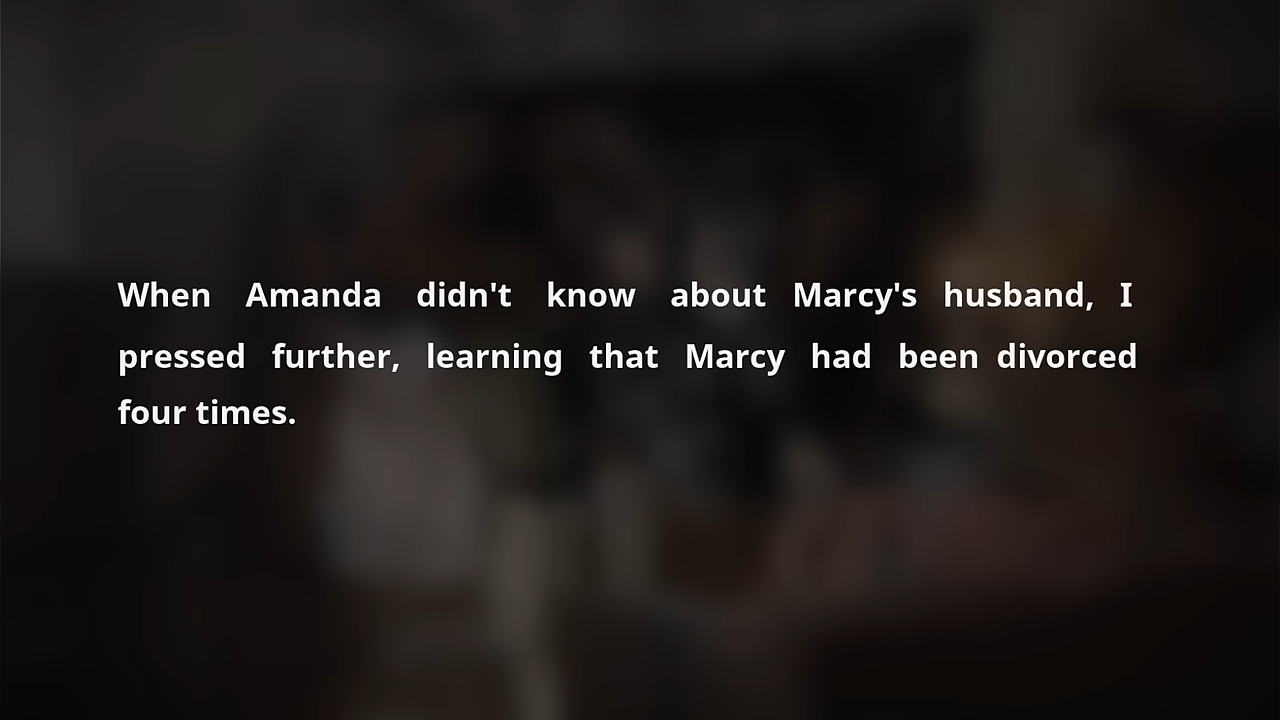 When Amanda didn't know about Marcy's husband, I
pressed further, learning that Marcy had been divorced
four times.